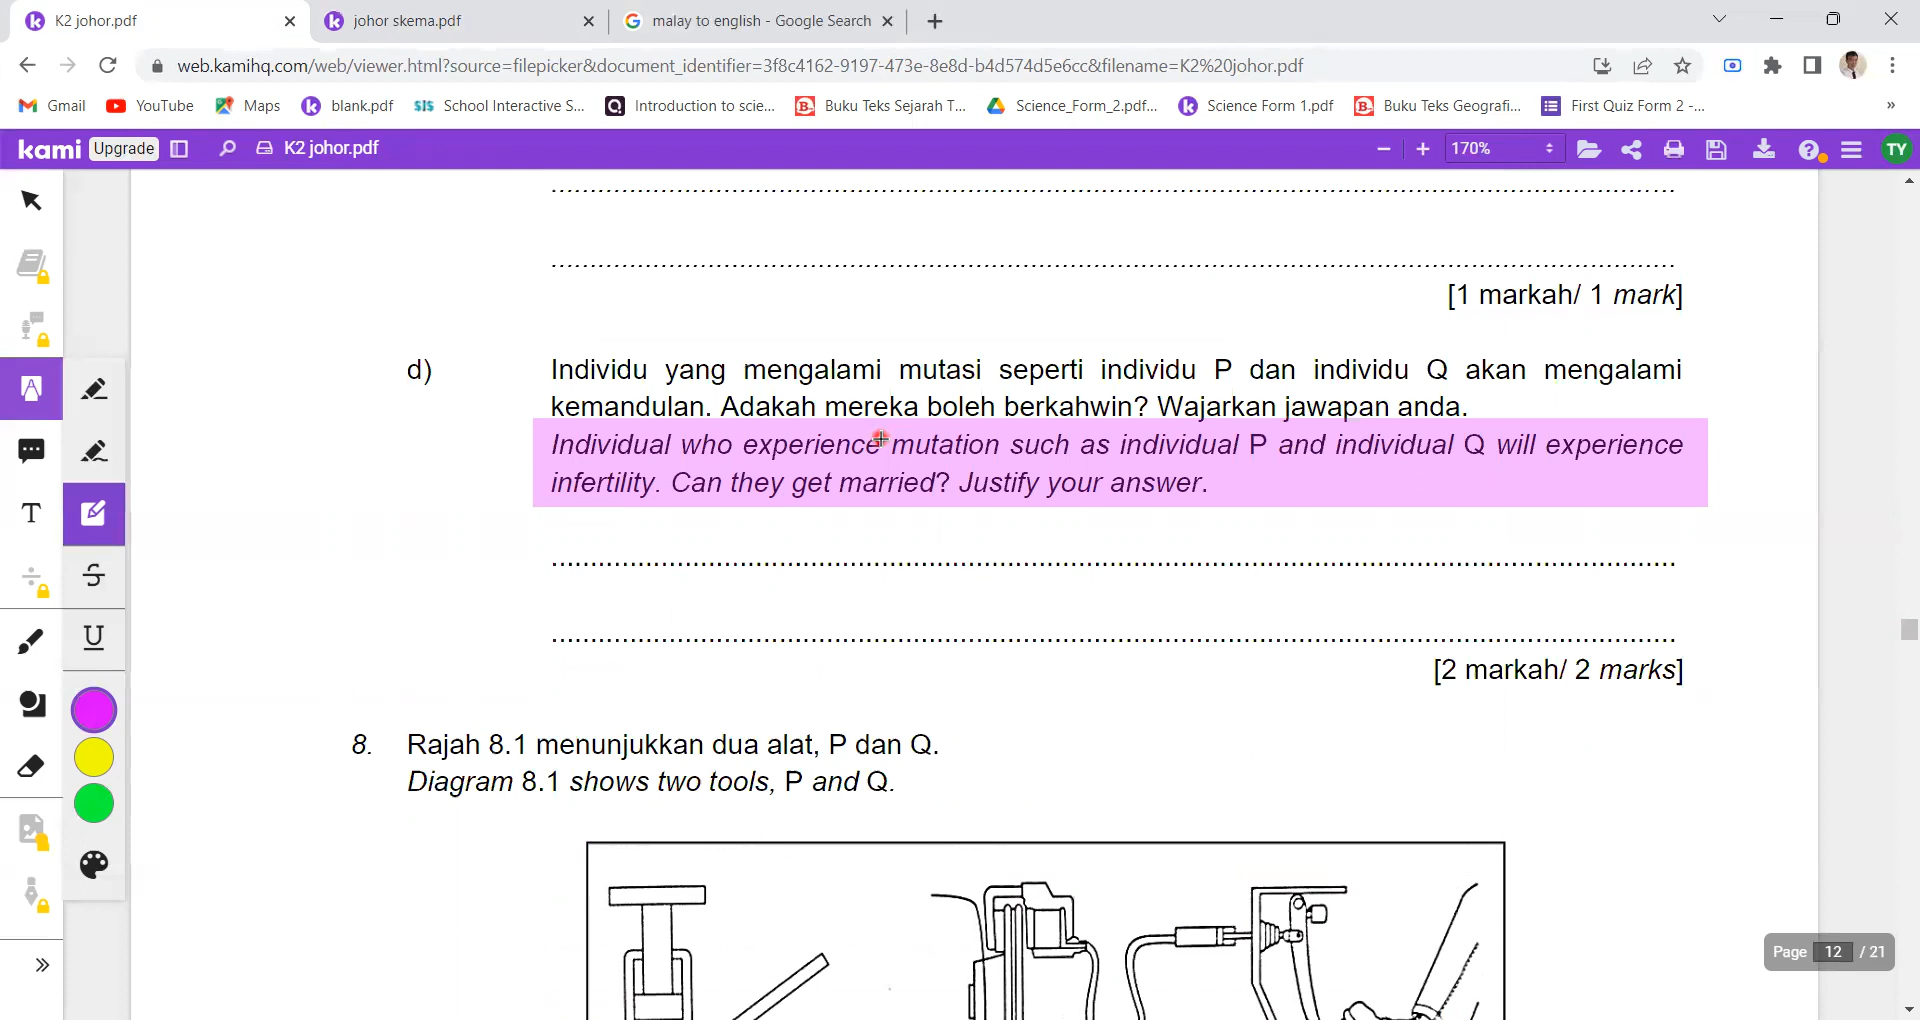 K2 johor.pdf
johor skema.pdf
malay to english - Google Search
web.kamihq.com/web/viewer.html?source=filepicker&document_identifier=3f8c4162-9197-473e-8e8d-b4d574d5e6cc&filename=K2%20johor.pdf
Gmail
YouTube
Maps
blank.pdf
SIS School Interactive S...
Introduction to scie...
Buku Teks Sejarah T...
Science_Form_2.pdf...
Science Form 1.pdf
Buku Teks Geografi...
First Quiz Form 2 -...
»
kami Upgrade K2 johor.pdf 170% TY
[1 markah/ 1 mark]
d) Individu yang mengalami mutasi seperti individu P dan individu Q akan mengalami
kemandulan. Adakah mereka boleh berkahwin? Wajarkan jawapan anda.
Individual who experience mutation such as individual P and individual Q will experience
infertility. Can they get married? Justify your answer.
[2 markah/ 2 marks]
8. Rajah 8.1 menunjukkan dua alat, P dan Q.
Diagram 8.1 shows two tools, P and Q.
Page 12 / 21